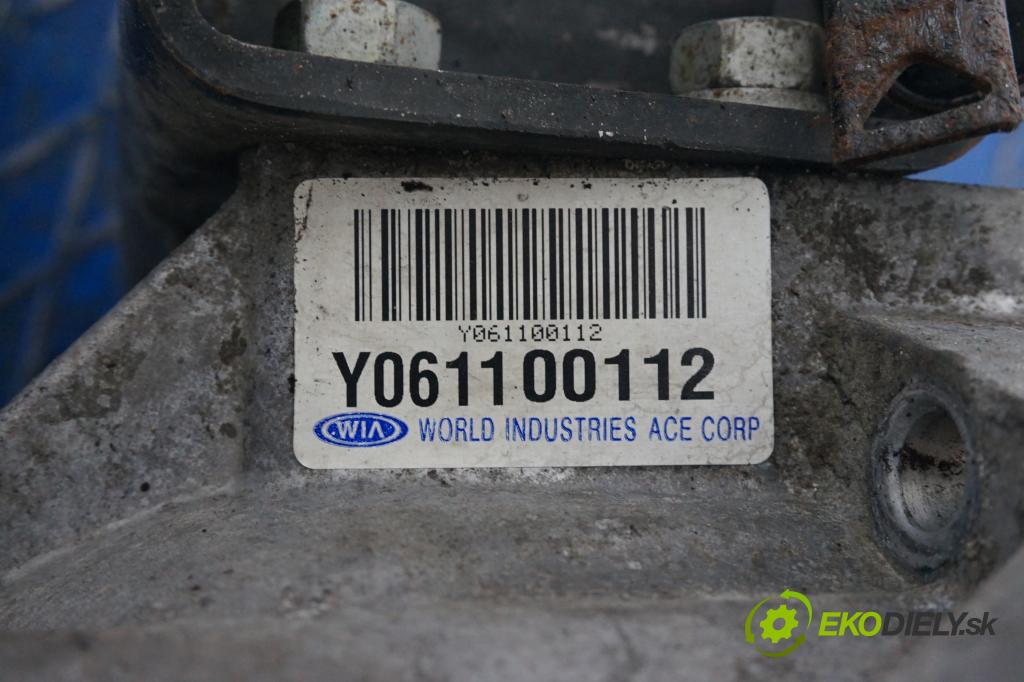 Y061100112
Y061100112
WIA WORLD INDUSTRIES ACE CORP
EKODIELY.sk